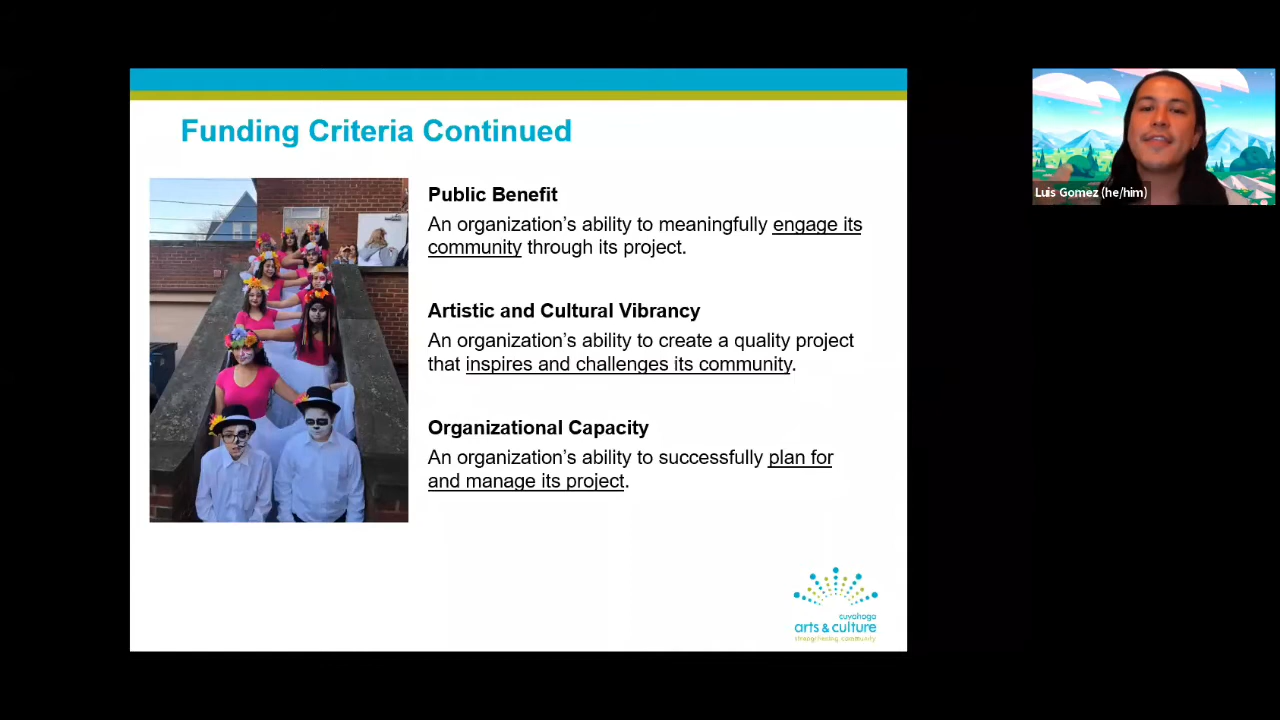 Funding Criteria Continued
Public Benefit
An organization's ability to meaningfully engage its
community through its project.
Artistic and Cultural Vibrancy
An organization's ability to create a quality project
that inspires and challenges its community.
Organizational Capacity
An organization's ability to successfully plan for
and manage its project.
cuyahoga
arts & culture
strengthening community
Luis Gomez (he/him)